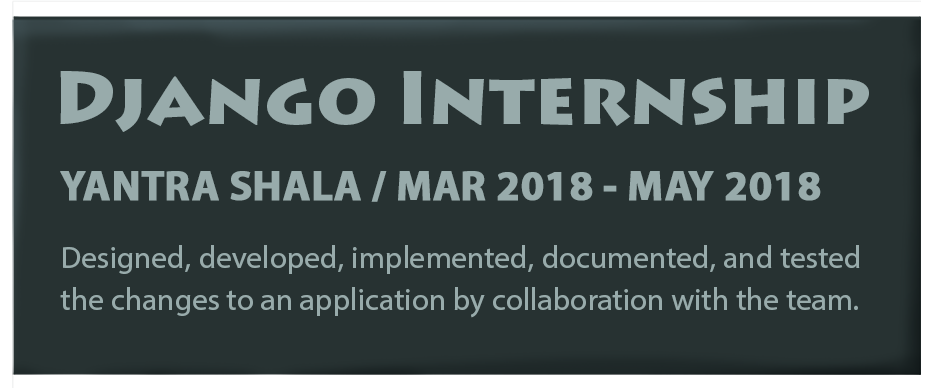 DJANGO INTERNSHIP
YANTRA SHALA / MAR 2018 - MAY 2018
Designed, developed, implemented, documented, and tested
the changes to an application by collaboration with the team.